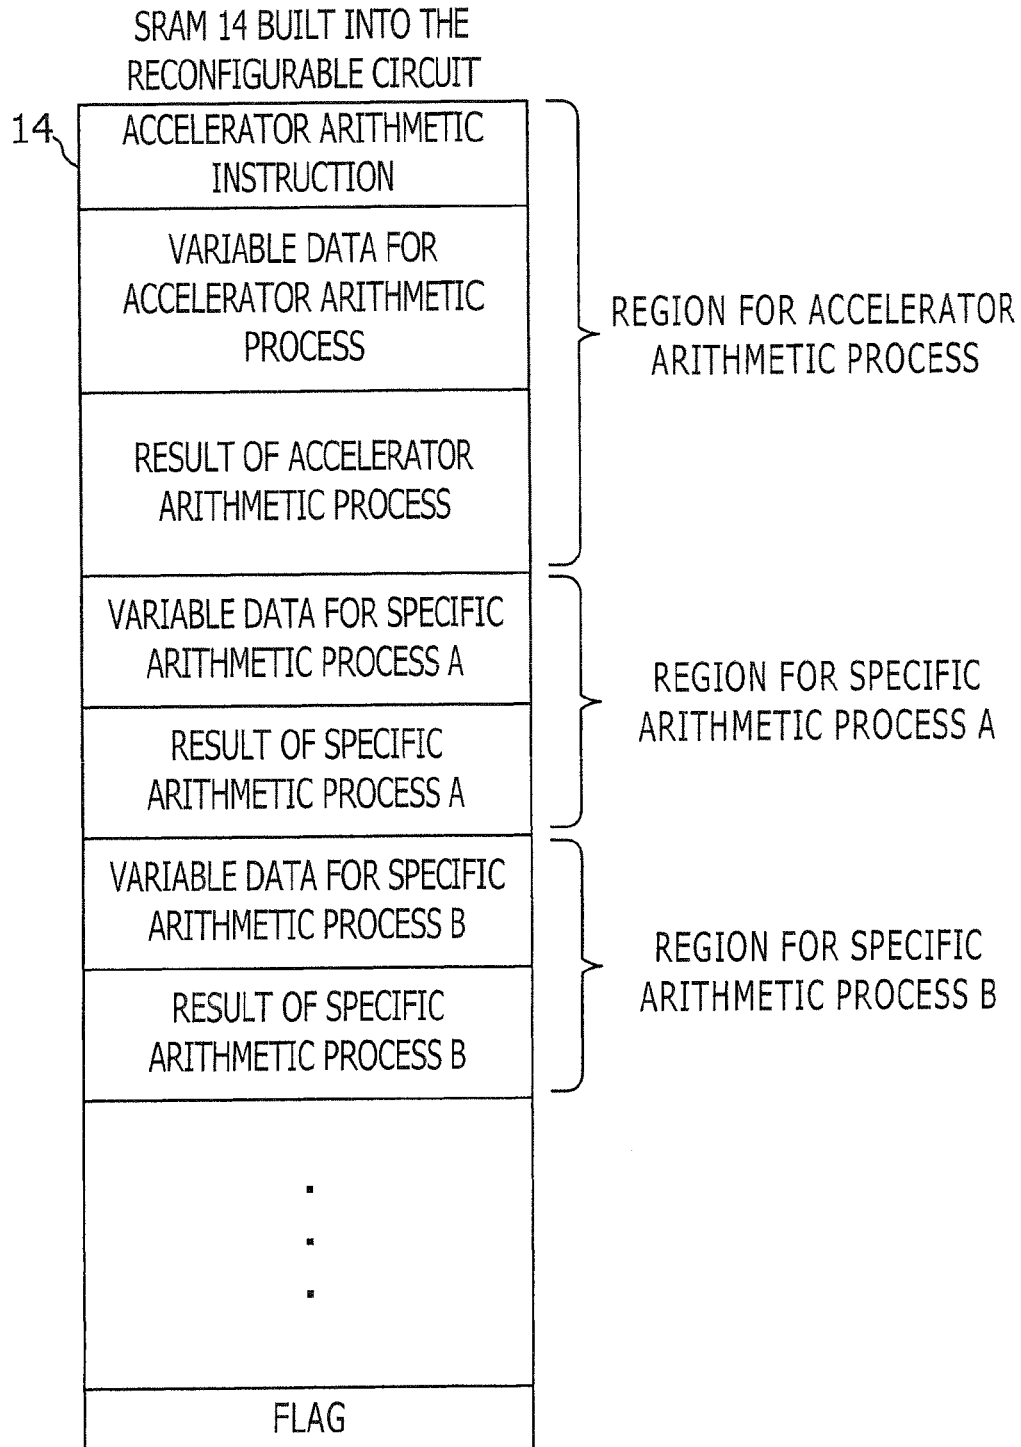 SRAM 14 BUILT INTO THE
RECONFIGURABLE CIRCUIT
14
ACCELERATOR ARITHMETIC
INSTRUCTION
VARIABLE DATA FOR
ACCELERATOR ARITHMETIC
PROCESS
RESULT OF ACCELERATOR
ARITHMETIC PROCESS
REGION FOR ACCELERATOR
ARITHMETIC PROCESS
VARIABLE DATA FOR SPECIFIC
ARITHMETIC PROCESS A
RESULT OF SPECIFIC
ARITHMETIC PROCESS A
REGION FOR SPECIFIC
ARITHMETIC PROCESS A
VARIABLE DATA FOR SPECIFIC
ARITHMETIC PROCESS B
RESULT OF SPECIFIC
ARITHMETIC PROCESS B
REGION FOR SPECIFIC
ARITHMETIC PROCESS B
FLAG